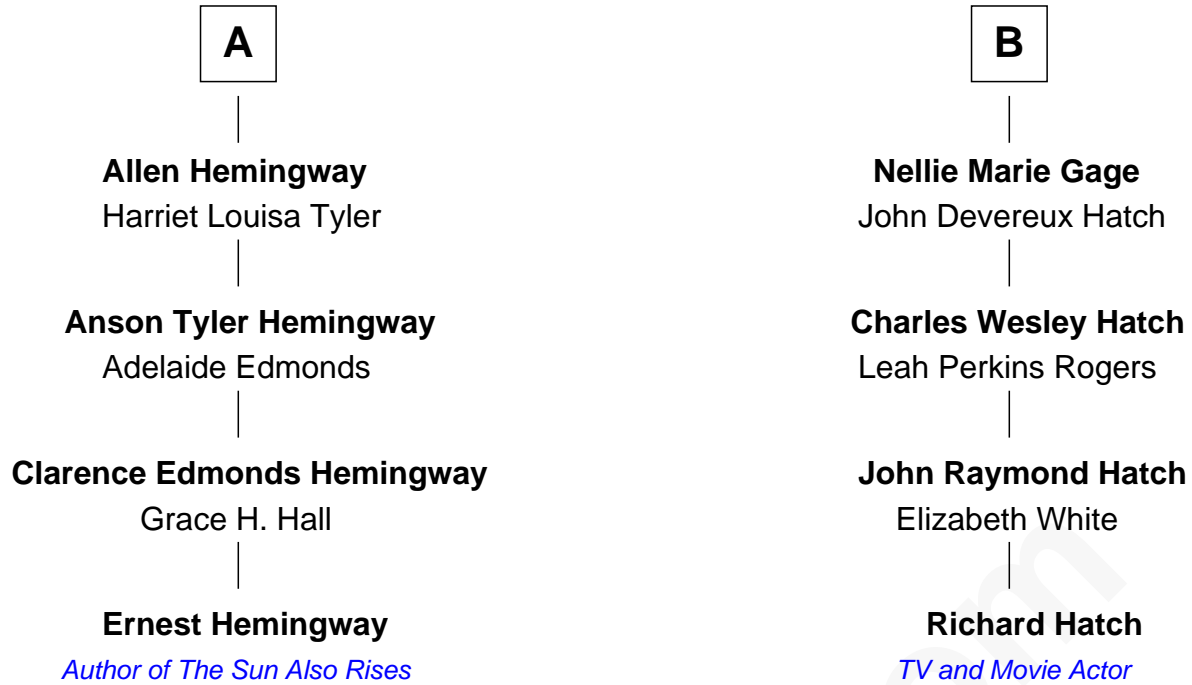 A
Allen Hemingway
Harriet Louisa Tyler
Anson Tyler Hemingway
Adelaide Edmonds
Clarence Edmonds Hemingway
Grace H. Hall
Ernest Hemingway
Author of The Sun Also Rises
B
Nellie Marie Gage
John Devereux Hatch
Charles Wesley Hatch
Leah Perkins Rogers
John Raymond Hatch
Elizabeth White
Richard Hatch
TV and Movie Actor